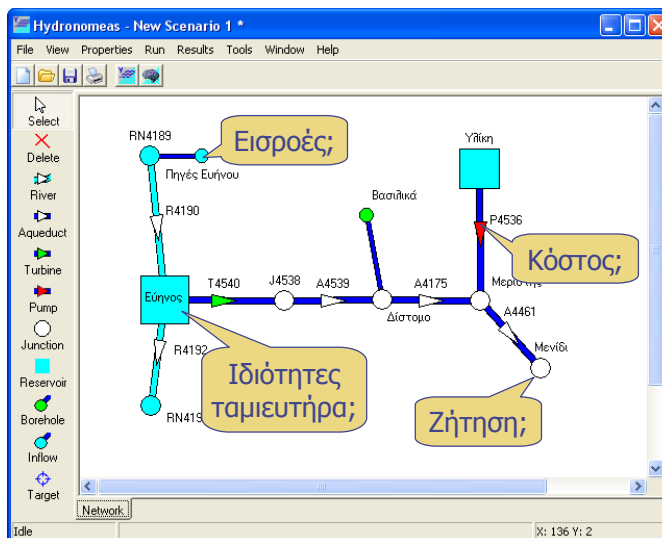 Hydronomeas - New Scenario 1 *
File View Properties Run Results Tools Window Help
Select
Delete
River
Aqueduct
Turbine
Pump
Junction
Reservoir
Borehole
Inflow
Target
RN4189
Εισροές;
Πηγές Ευήνου
Υλίκη
Βασιλικά
R4190
P4536
Κόστος;
T4540
J4538
A4539
A4175
Εύηνος
Δίστομο
A4461
Μενίδι
R4192
Ιδιότητες
ταμιευτήρα;
Ζήτηση;
RN419
Network
Idle
X: 136 Y: 2